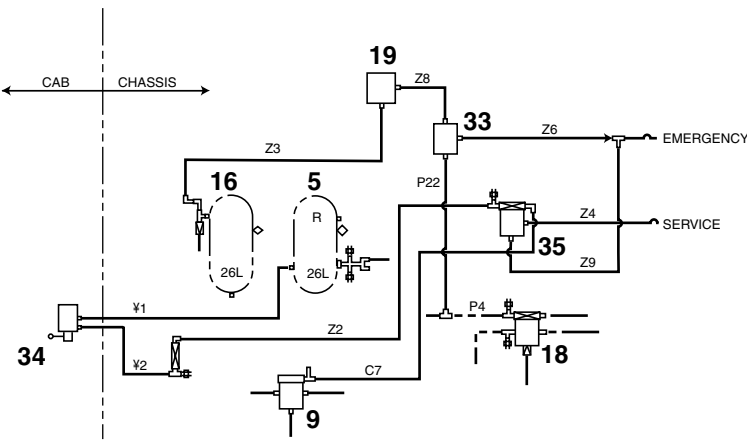 19
Z8
CAB
CHASSIS
33
Z6
EMERGENCY
Z3
16
5
P22
R
Z4
SERVICE
35
26L
26L
Z9
¥1
P4
Z2
34
18
¥2
C7
9